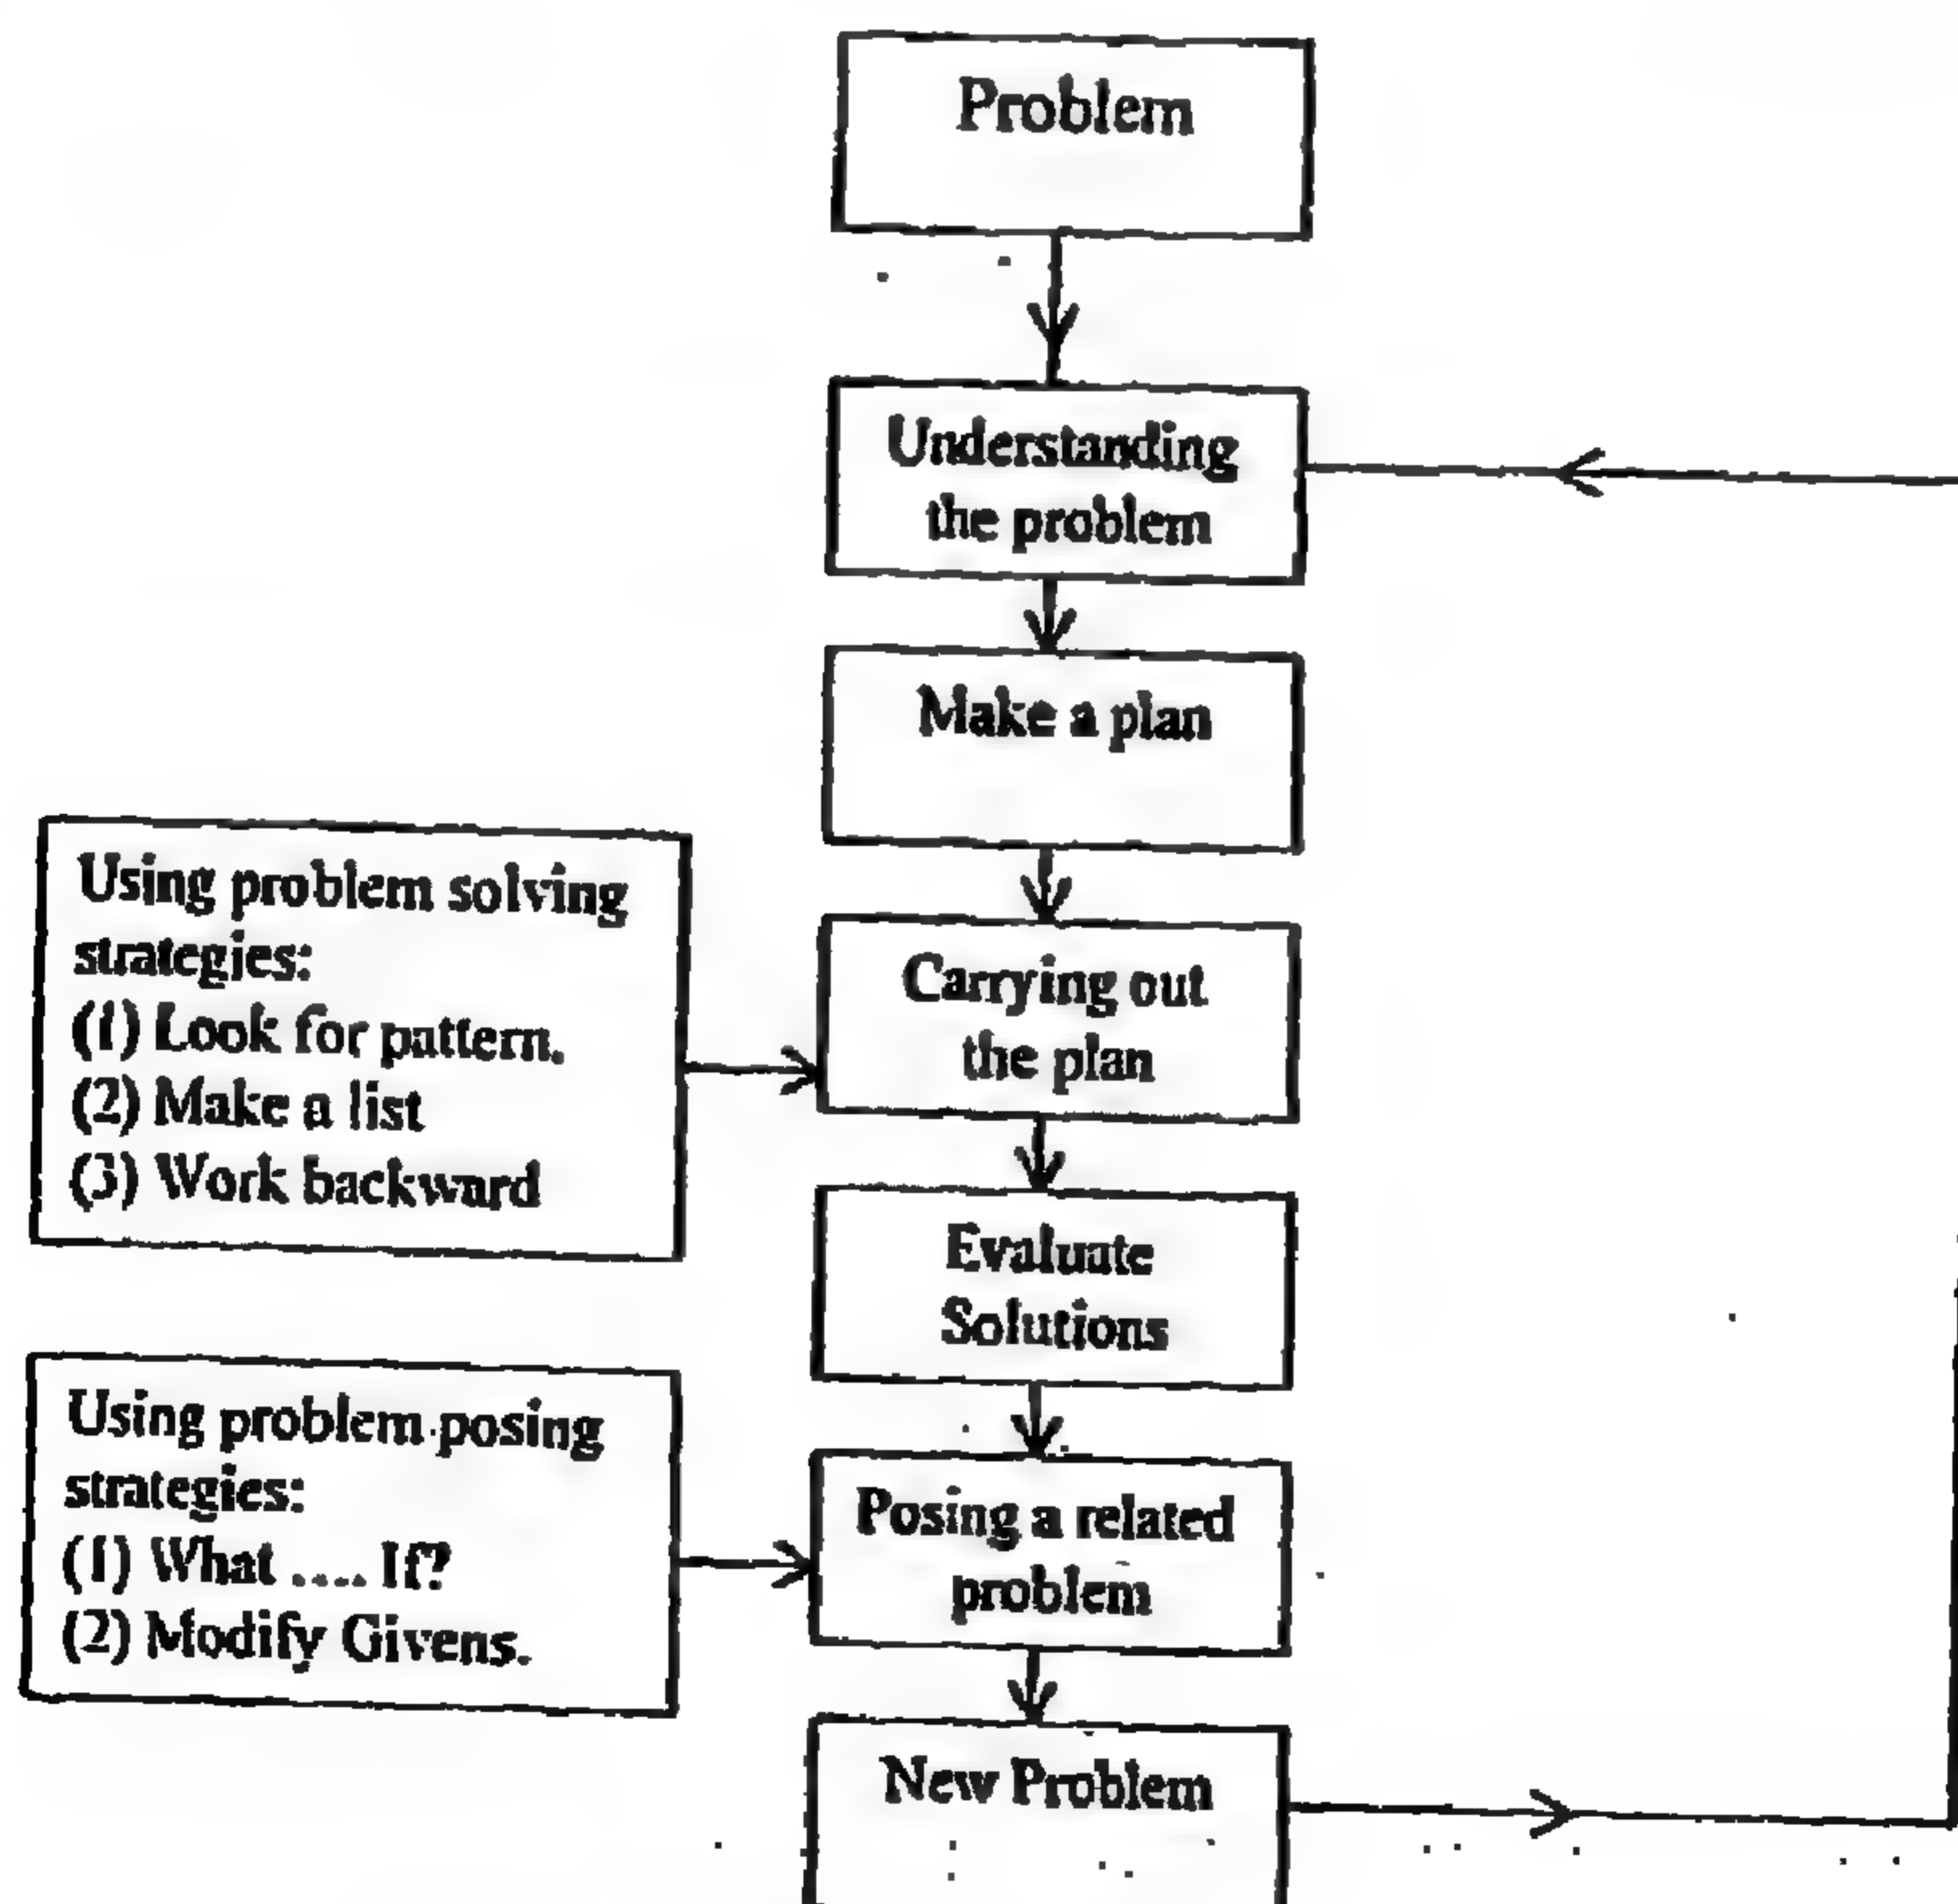 Problem
Understanding
the problem
Make a plan
Using problem solving
strategies:
(1) Look for pattern.
(2) Make a list
(3) Work backward
Carrying out
the plan
Evaluate
Solutions
Using problem posing
strategies:
(1) What .... If?
(2) Modify Givens.
Posing a related
problem
New Problem